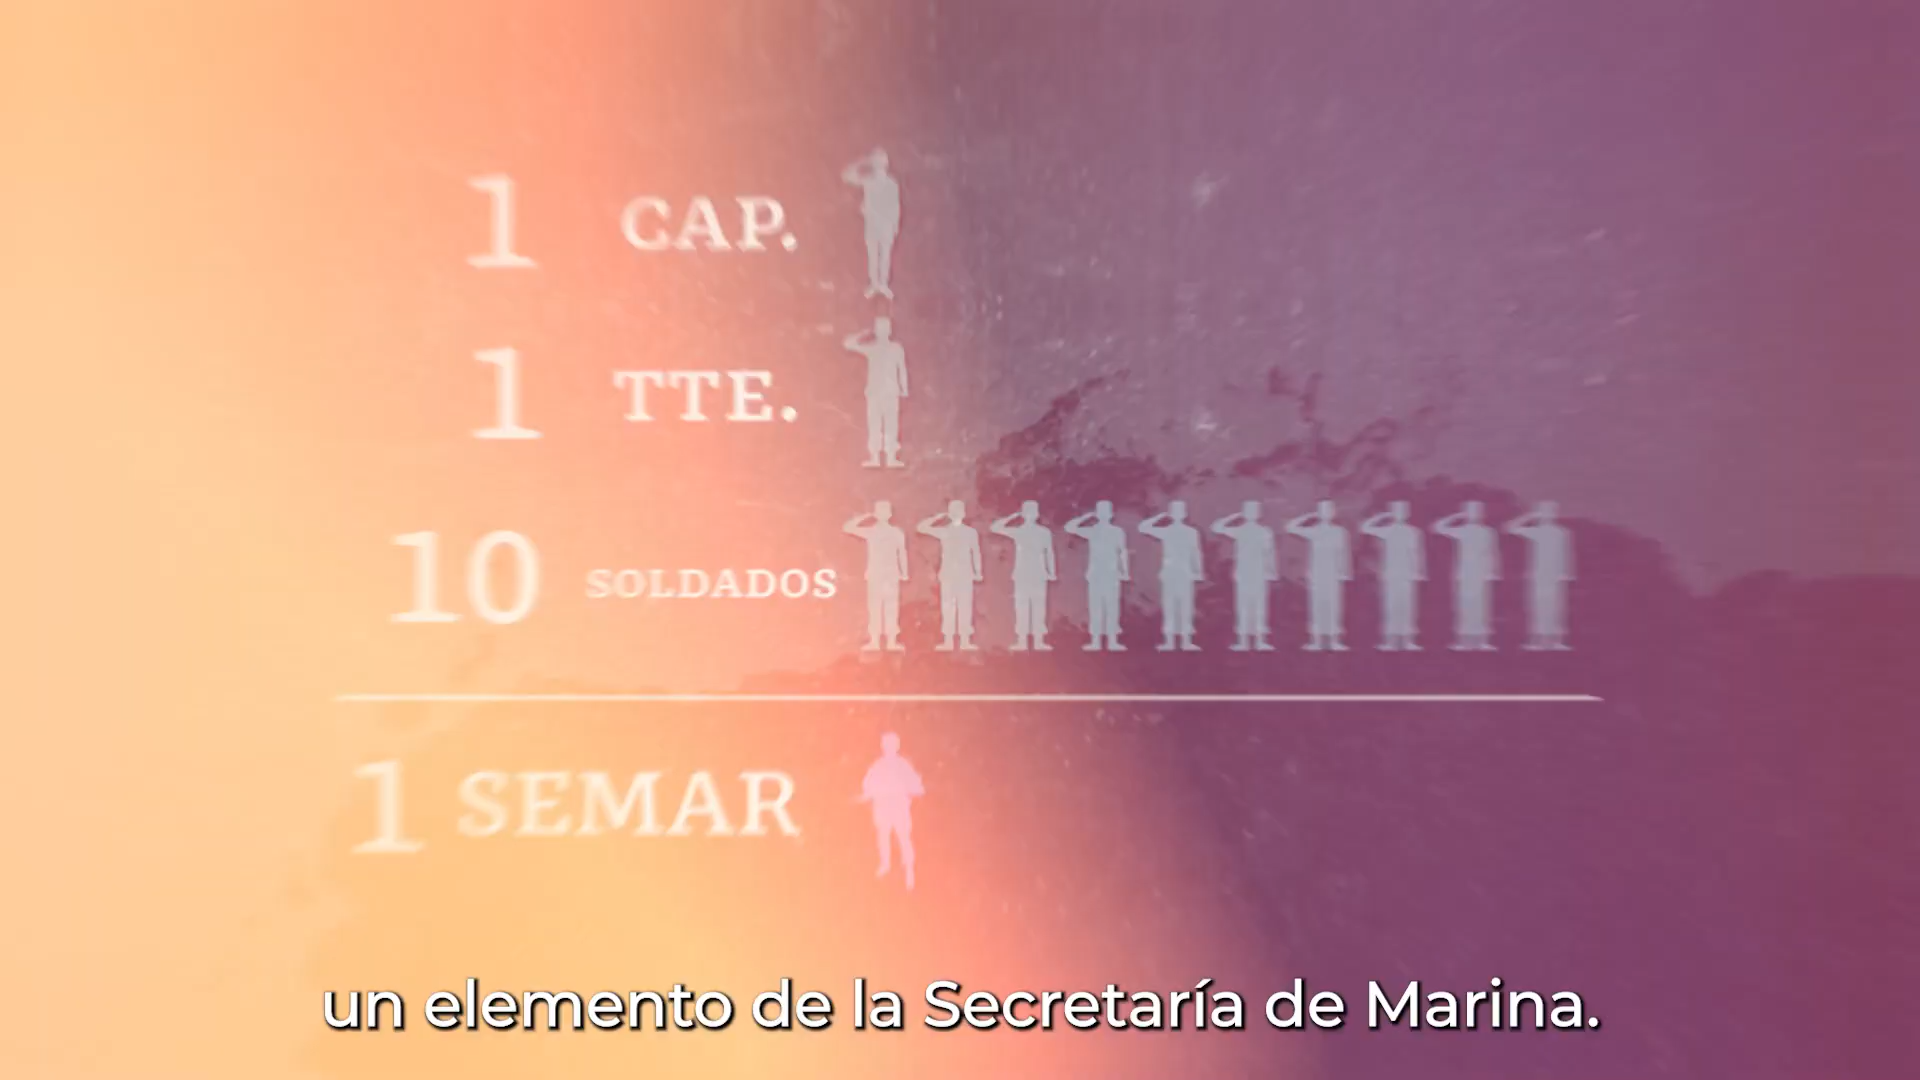 1 CAP.
1 TTE.
10 SOLDADOS
1 SEMAR
un elemento de la Secretaría de Marina.